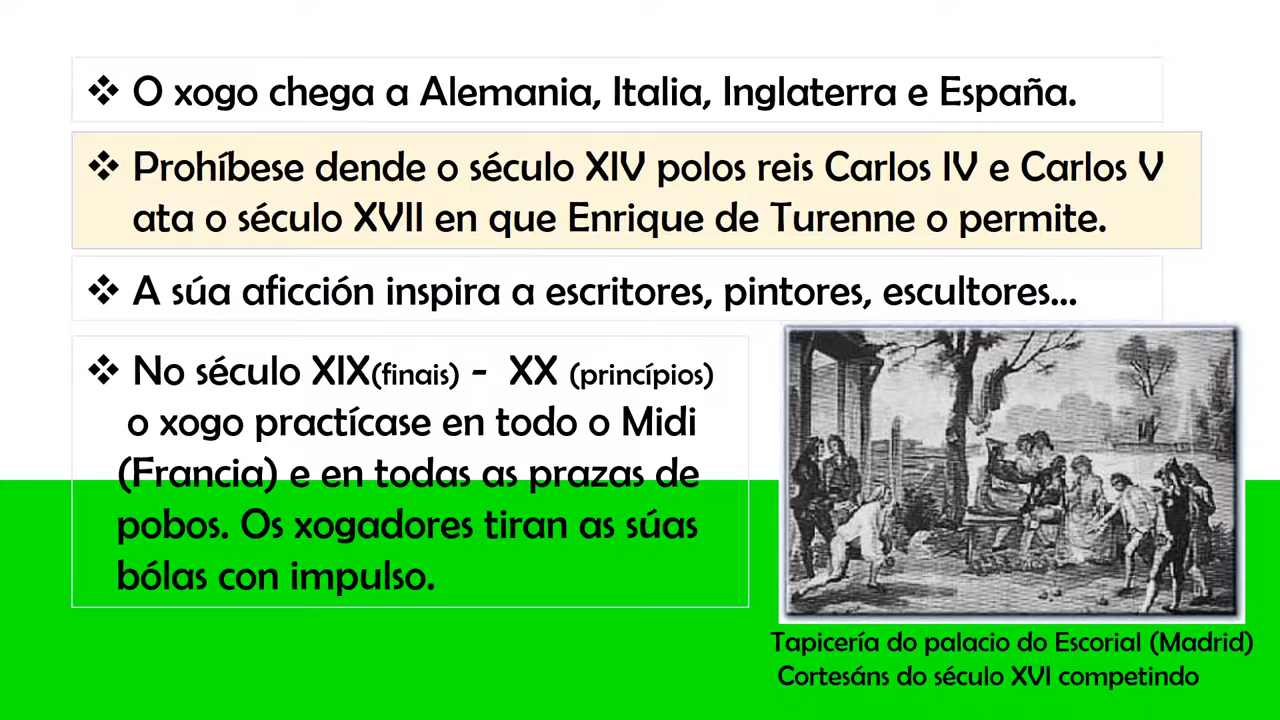 ❖ O xogo chega a Alemania, Italia, Inglaterra e España.
❖ Prohíbese dende o século XIV polos reis Carlos IV e Carlos V
ata o século XVII en que Enrique de Turenne o permite.
❖ A súa aficción inspira a escritores, pintores, escultores...
❖ No século XIX(finais) - XX (princípios)
o xogo practícase en todo o Midi
(Francia) e en todas as prazas de
pobos. Os xogadores tiran as súas
bólas con impulso.
Tapicería do palacio do Escorial (Madrid)
Cortesáns do século XVI competindo